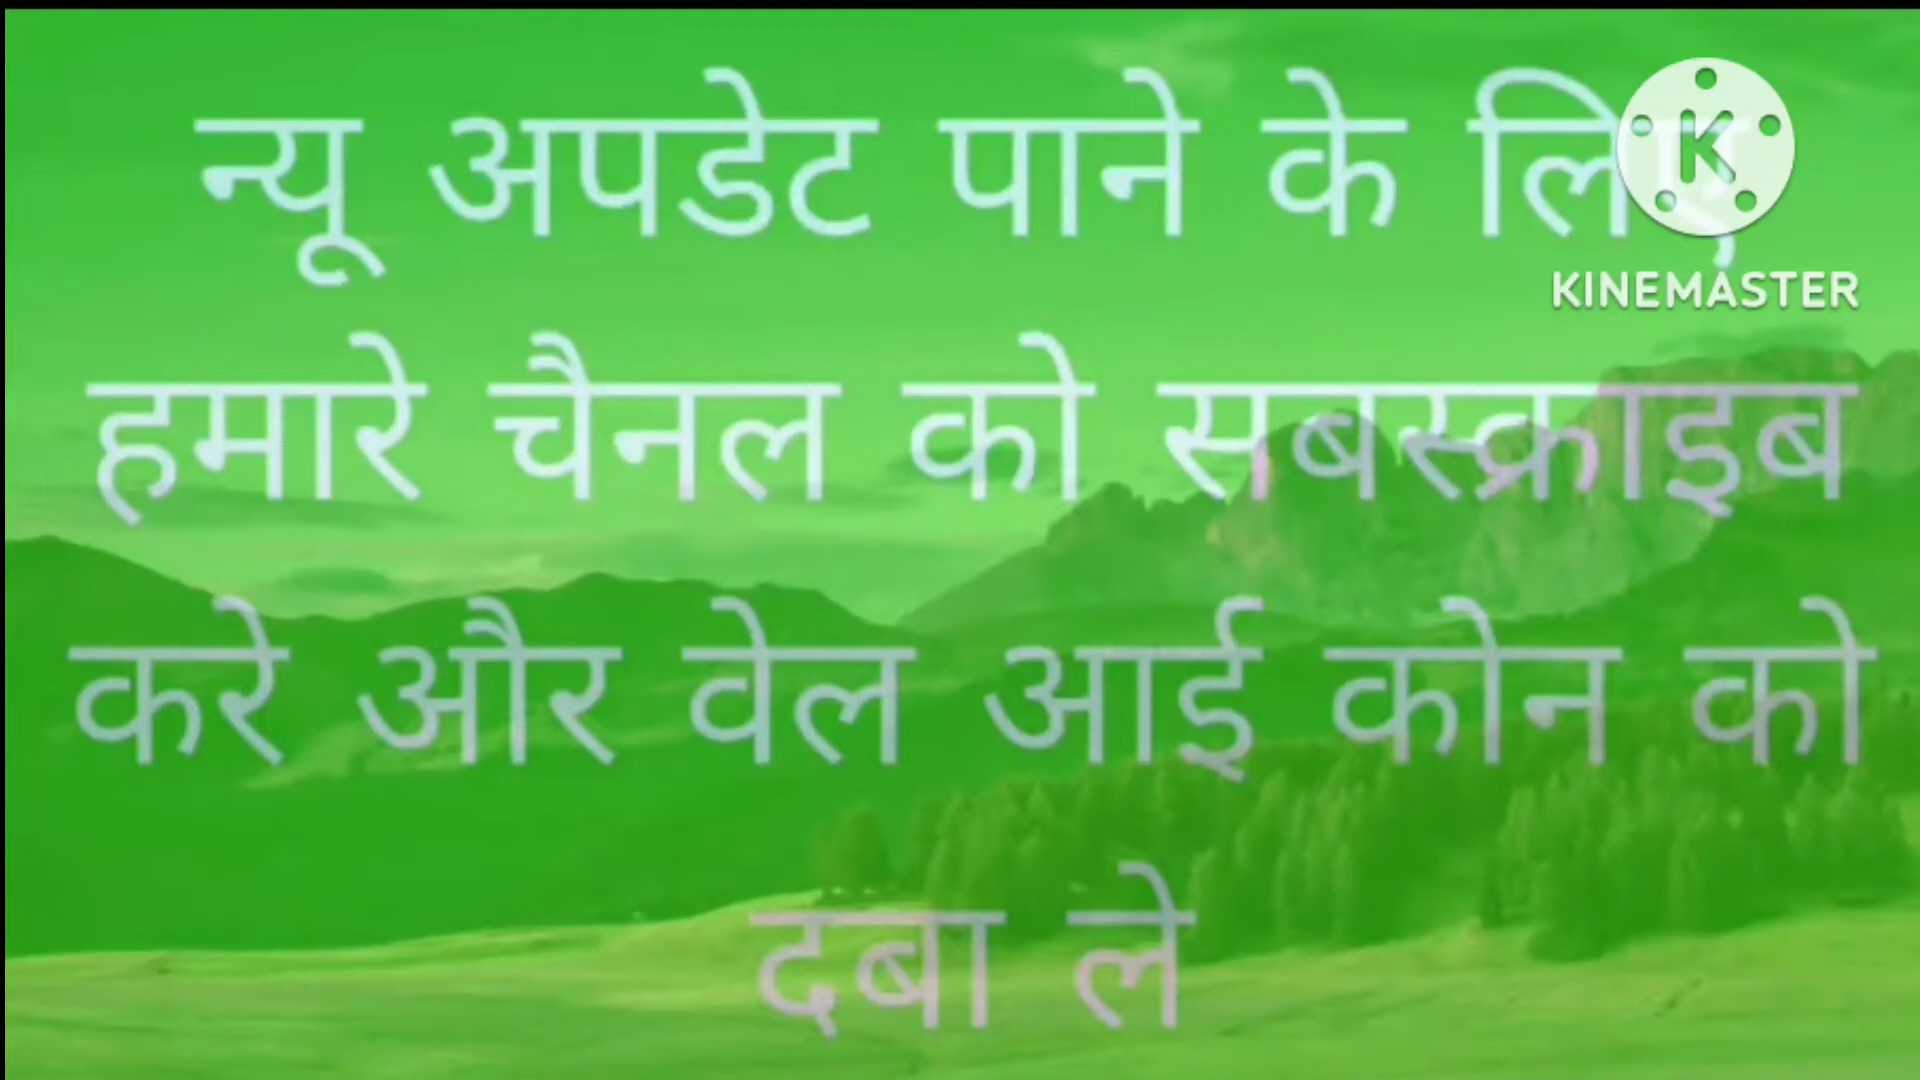 न्यू अपडेट पाने के लिए
KINEMASTER
हमारे चैनल को सबस्क्राइब
करे और वेल आई कोन को
दबा ले